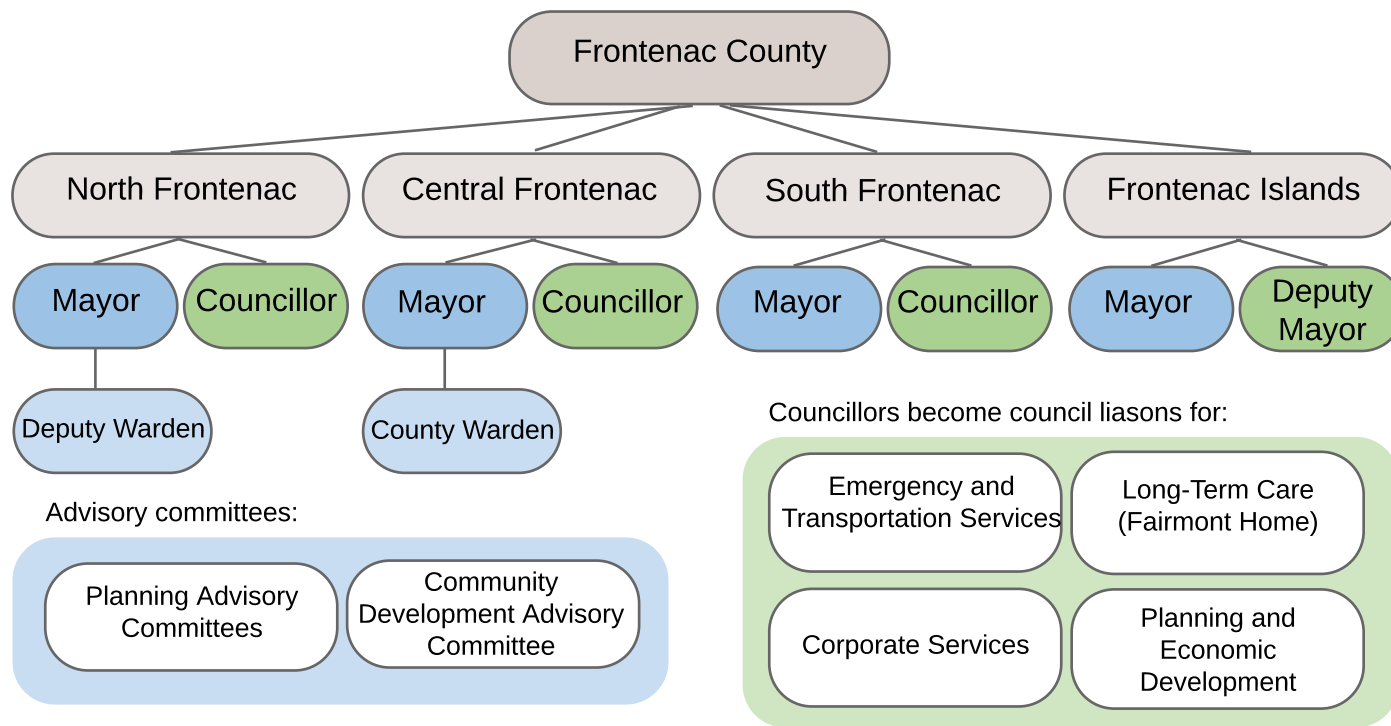 Frontenac County
North Frontenac
Central Frontenac
South Frontenac
Frontenac Islands
Mayor
Councillor
Mayor
Councillor
Mayor
Councillor
Mayor
Deputy
Mayor
Deputy Warden
County Warden
Councillors become council liasons for:
Emergency and
Transportation Services
Long-Term Care
(Fairmont Home)
Corporate Services
Planning and
Economic
Development
Advisory committees:
Planning Advisory
Committees
Community
Development Advisory
Committee